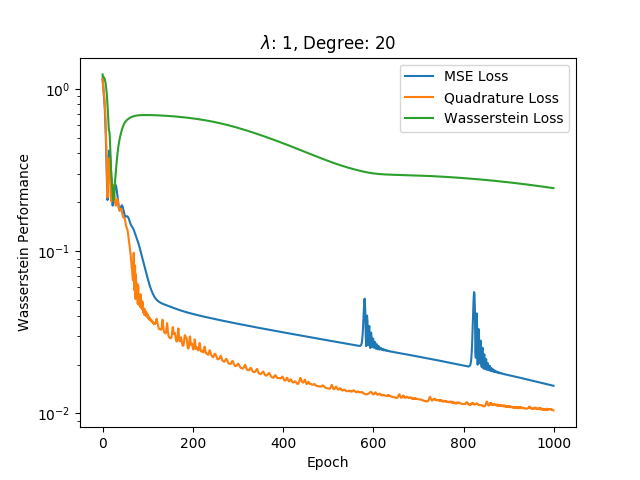 λ: 1, Degree: 20
MSE Loss
Quadrature Loss
Wasserstein Loss
Wasserstein Performance
10⁰
10⁻¹
10⁻²
0 200 400 600 800 1000
Epoch